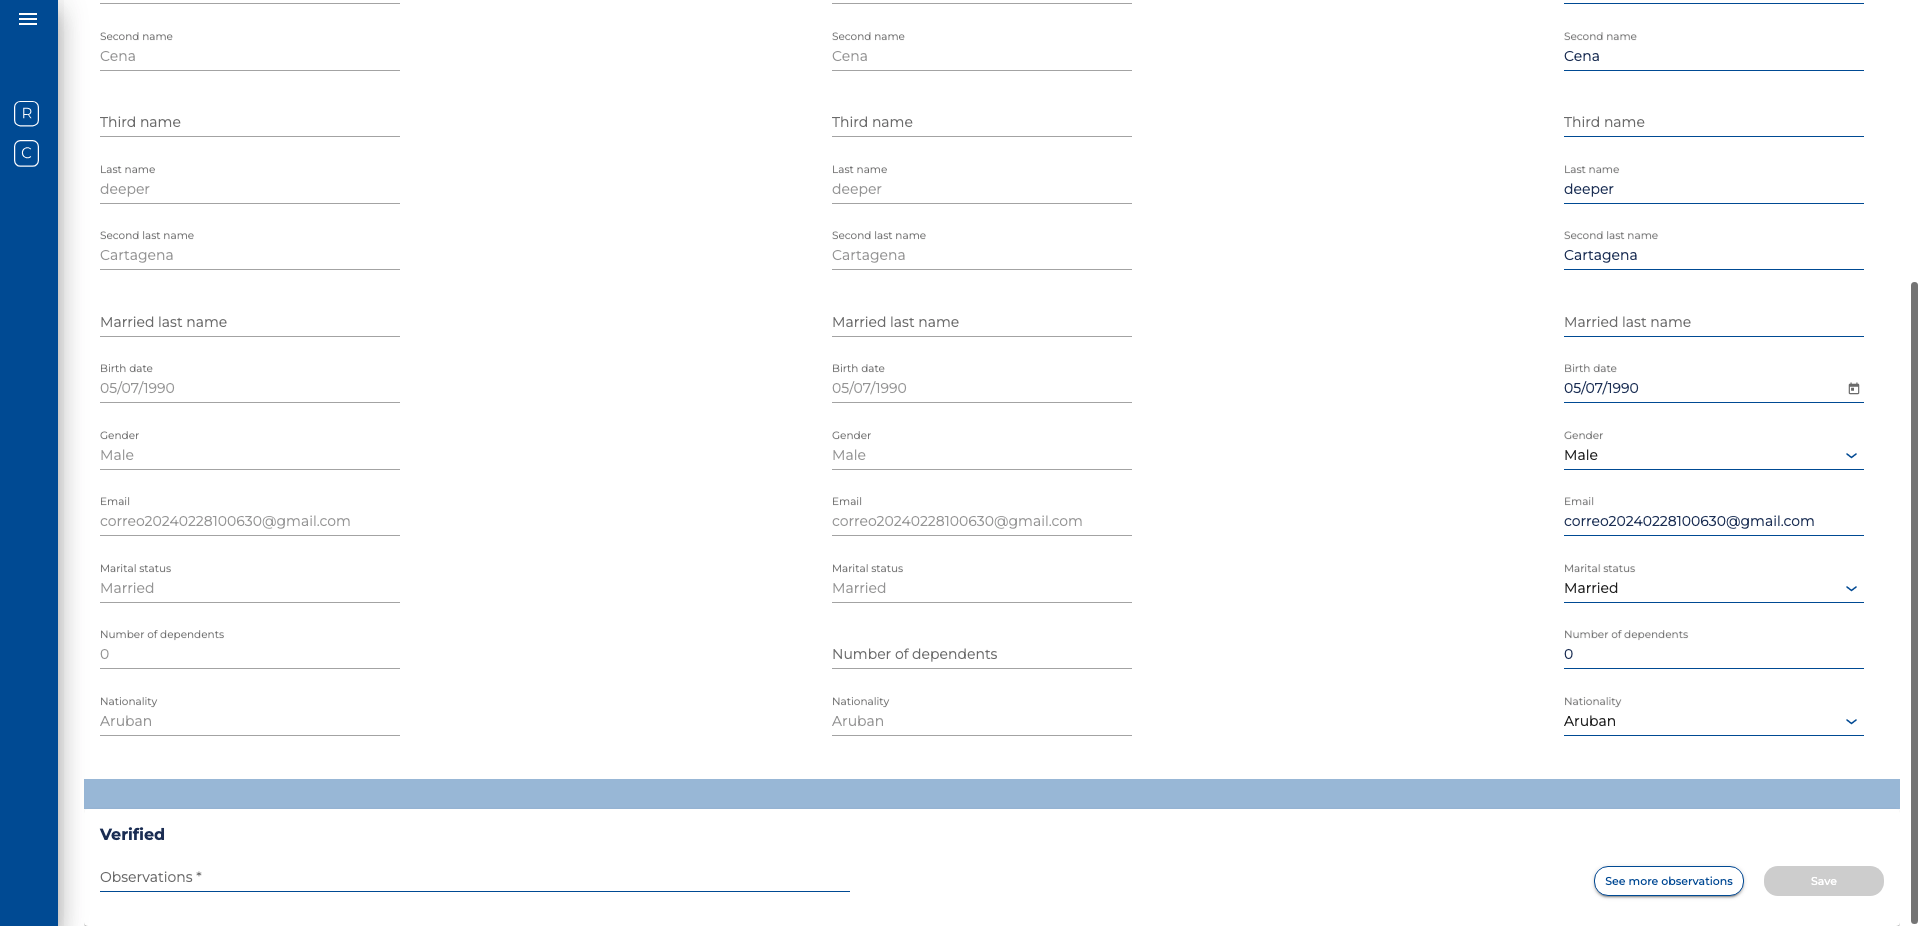 R
C
Second name
Cena
Third name
Last name
deeper
Second last name
Cartagena
Married last name
Birth date
05/07/1990
Gender
Male
Email
correo20240228100630@gmail.com
Marital status
Married
Number of dependents
0
Nationality
Aruban
Second name
Cena
Third name
Last name
deeper
Second last name
Cartagena
Married last name
Birth date
05/07/1990
Gender
Male
Email
correo20240228100630@gmail.com
Marital status
Married
Number of dependents
Nationality
Aruban
Second name
Cena
Third name
Last name
deeper
Second last name
Cartagena
Married last name
Birth date
05/07/1990
Gender
Male
Email
correo20240228100630@gmail.com
Marital status
Married
Number of dependents
0
Nationality
Aruban
Verified
Observations *
See more observations
Save